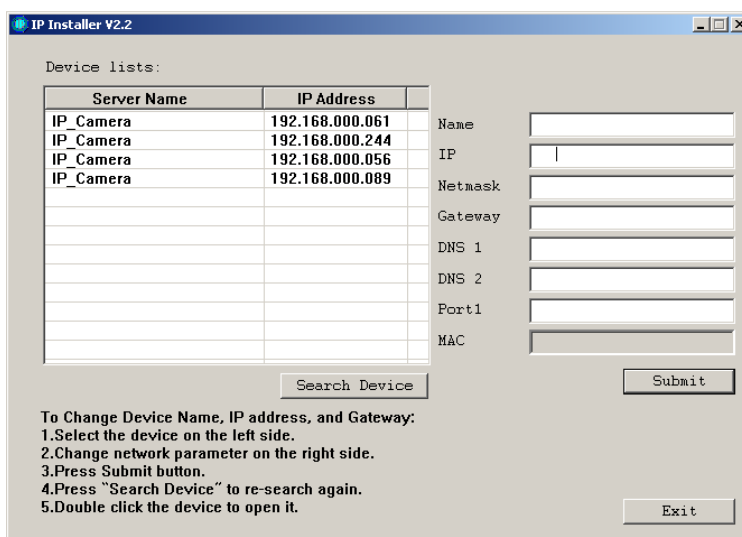 IP Installer V2.2
Device lists:
Server Name IP Address
IP_Camera 192.168.000.061
IP_Camera 192.168.000.244
IP_Camera 192.168.000.056
IP_Camera 192.168.000.089
Name
IP
Netmask
Gateway
DNS 1
DNS 2
Port1
MAC
Search Device
Submit
To Change Device Name, IP address, and Gateway:
1.Select the device on the left side.
2.Change network parameter on the right side.
3.Press Submit button.
4.Press "Search Device" to re-search again.
5.Double click the device to open it.
Exit